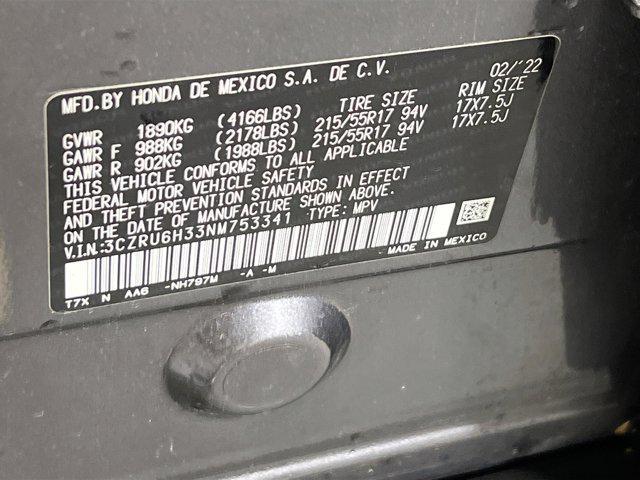 MFD.BY HONDA DE MEXICO S.A. DE C.V. 02/'22
GVWR 1890KG (4166LBS) TIRE SIZE RIM SIZE
GAWR F 988KG (2178LBS) 215/55R17 94V 17X7.5J
GAWR R 902KG (1988LBS) 215/55R17 94V 17X7.5J
THIS VEHICLE CONFORMS TO ALL APPLICABLE
FEDERAL MOTOR VEHICLE SAFETY
AND THEFT PREVENTION STANDARDS IN EFFECT
ON THE DATE OF MANUFACTURE SHOWN ABOVE.
V.I.N:3CZRU6H33NM753341 TYPE: MPV
MADE IN MEXICO
T7X N AA6 -NH797M -A -M